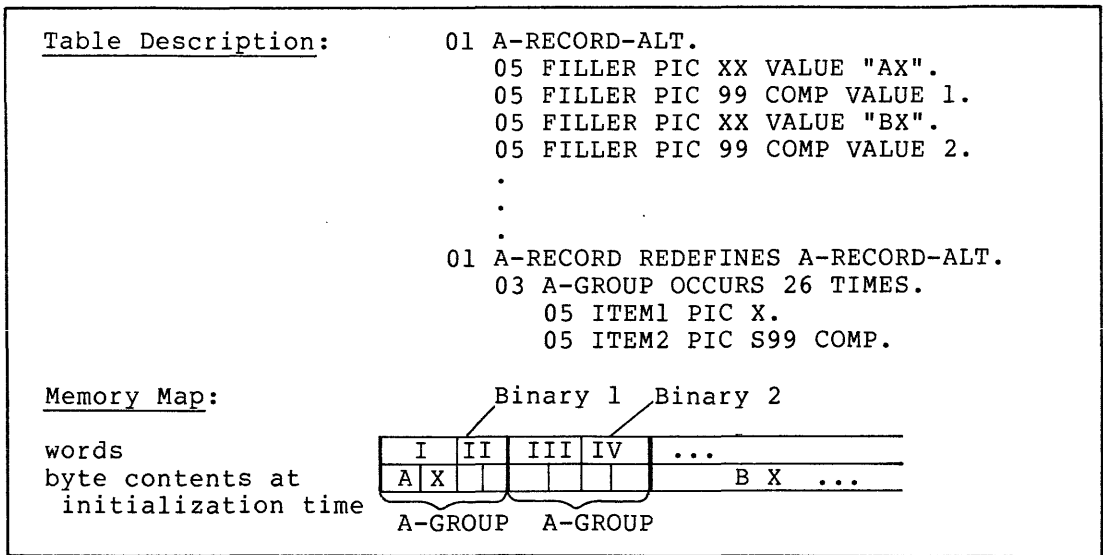 Table Description: 01 A-RECORD-ALT.
05 FILLER PIC XX VALUE "AX".
05 FILLER PIC 99 COMP VALUE 1.
05 FILLER PIC XX VALUE "BX".
05 FILLER PIC 99 COMP VALUE 2.
.
.
.
01 A-RECORD REDEFINES A-RECORD-ALT.
03 A-GROUP OCCURS 26 TIMES.
05 ITEM1 PIC X.
05 ITEM2 PIC S99 COMP.
Memory Map: Binary 1 Binary 2
words I II III IV ...
byte contents at A X B X ...
initialization time
A-GROUP A-GROUP